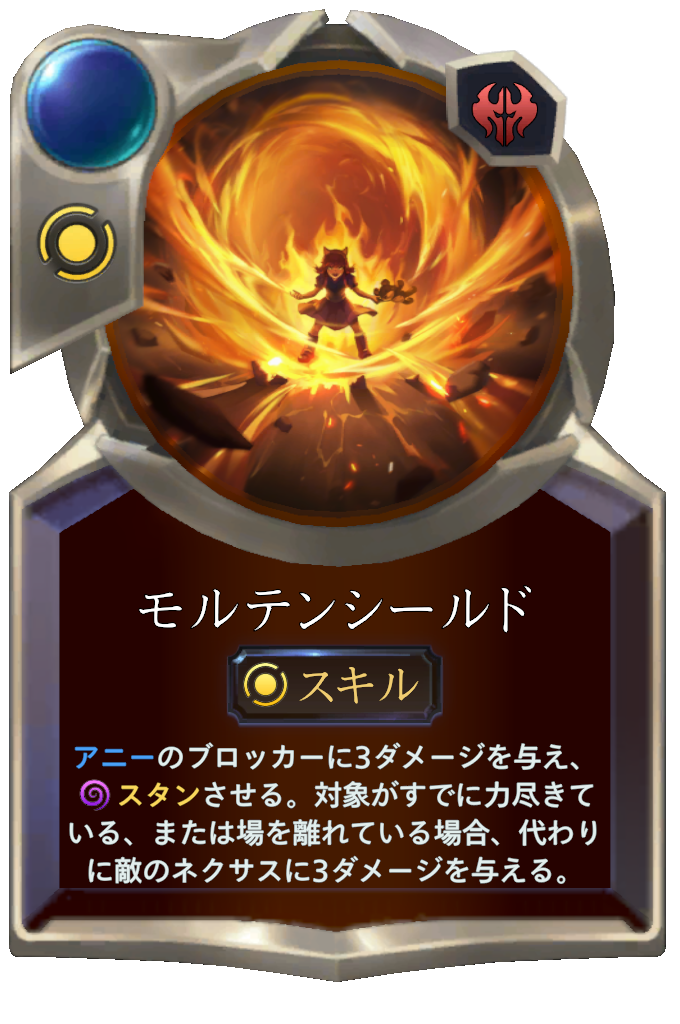 モルテンシールド
スキル
アニーのブロッカーに3ダメージを与え、
スタンさせる。対象がすでに力尽きて
いる、または場を離れている場合、代わり
に敵のネクサスに3ダメージを与える。